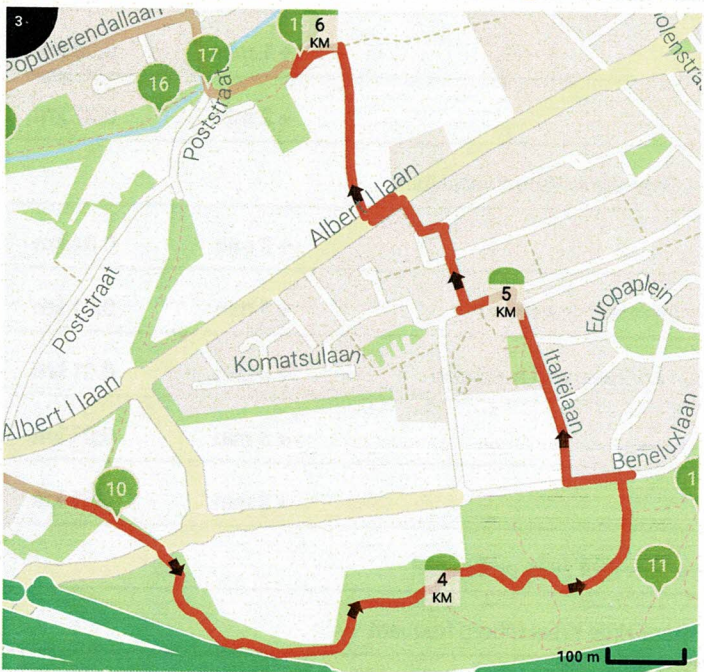 3
Populierendallaan
6
KM
17
16
Poststraat
Albert I laan
5
KM
Europaplein
Poststraat
Komatsulaan
Italiëlaan
Albert I laan
Beneluxlaan
10
11
4
KM
100 m